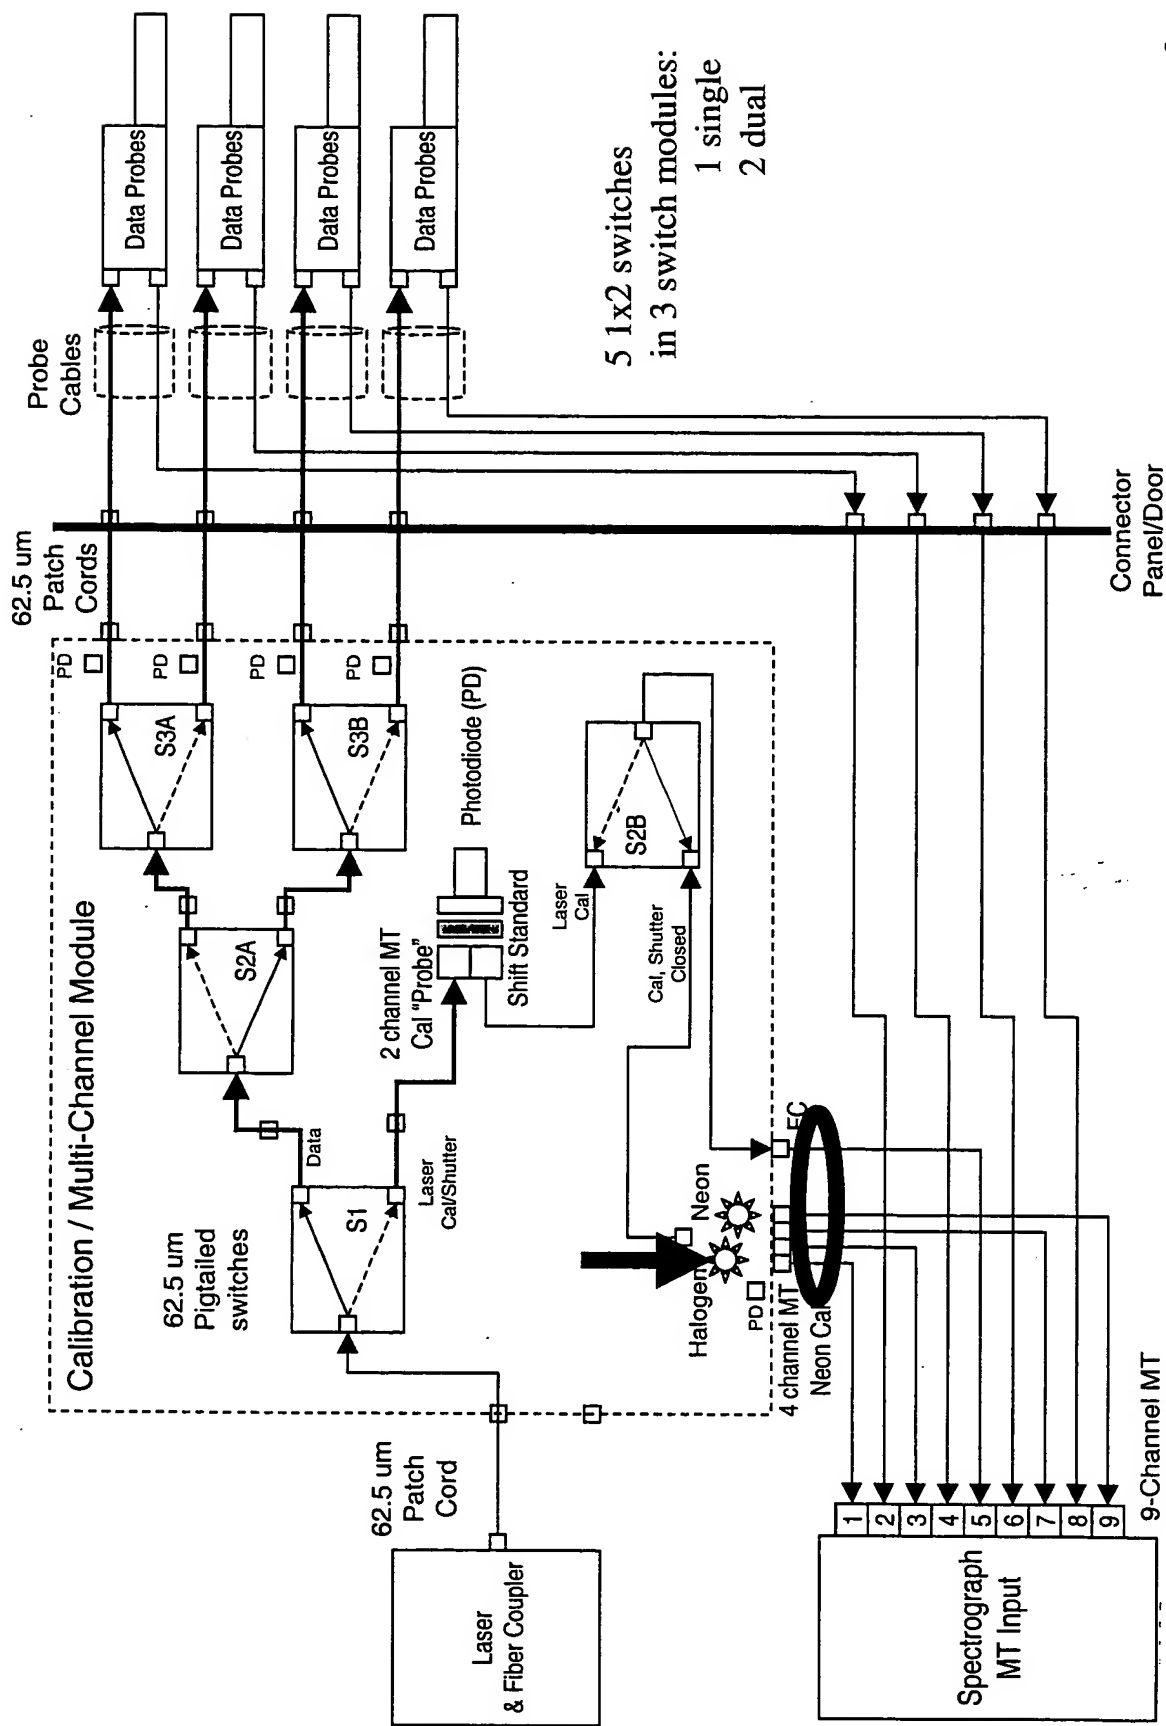 Calibration / Multi-Channel Module
62.5 um
Patch
Cords
Probe
Cables
Data Probes
Data Probes
Data Probes
Data Probes
PD
PD
PD
PD
S3A
S3B
S2A
62.5 um
Pigtailed
switches
Data
S1
Laser
Cal/Shutter
2 channel MT
Cal "Probe"
Shift Standard
Photodiode (PD)
Laser
Cal
Cal, Shutter
Closed
S2B
5 1x2 switches
in 3 switch modules:
1 single
2 dual
62.5 um
Patch
Cord
Laser
& Fiber Coupler
Halogen
Neon
PD
4 channel MT
Neon Cal
FC
Connector
Panel/Door
Spectrograph
MT Input
1
2
3
4
5
6
7
8
9
9-Channel MT